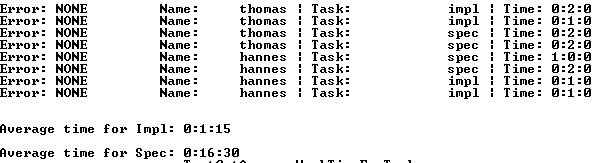 Error: NONE Name: thomas ¦ Task: impl ¦ Time: 0:2:0
Error: NONE Name: thomas ¦ Task: impl ¦ Time: 0:1:0
Error: NONE Name: thomas ¦ Task: spec ¦ Time: 0:2:0
Error: NONE Name: thomas ¦ Task: spec ¦ Time: 0:2:0
Error: NONE Name: hannes ¦ Task: spec ¦ Time: 1:0:0
Error: NONE Name: hannes ¦ Task: spec ¦ Time: 0:2:0
Error: NONE Name: hannes ¦ Task: impl ¦ Time: 0:1:0
Error: NONE Name: hannes ¦ Task: impl ¦ Time: 0:1:0
Average time for Impl: 0:1:15
Average time for Spec: 0:16:30